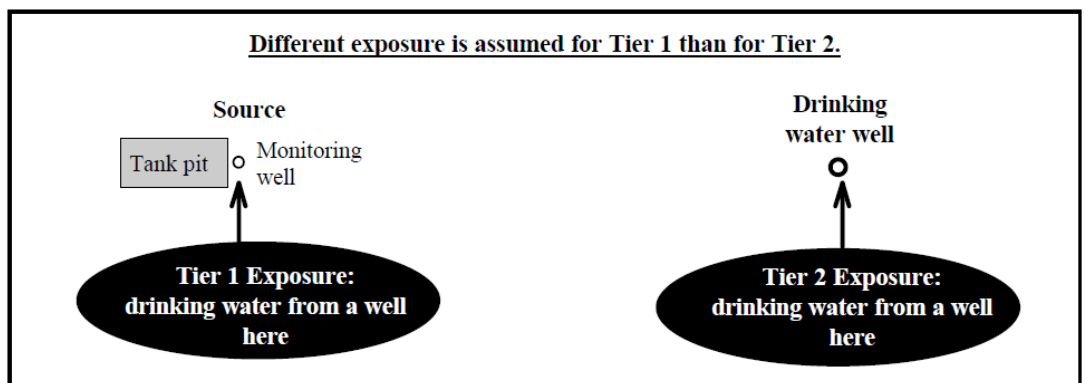 Different exposure is assumed for Tier 1 than for Tier 2.
Source
Tank pit
Monitoring
well
Drinking
water well
Tier 1 Exposure:
drinking water from a well
here
Tier 2 Exposure:
drinking water from a well
here